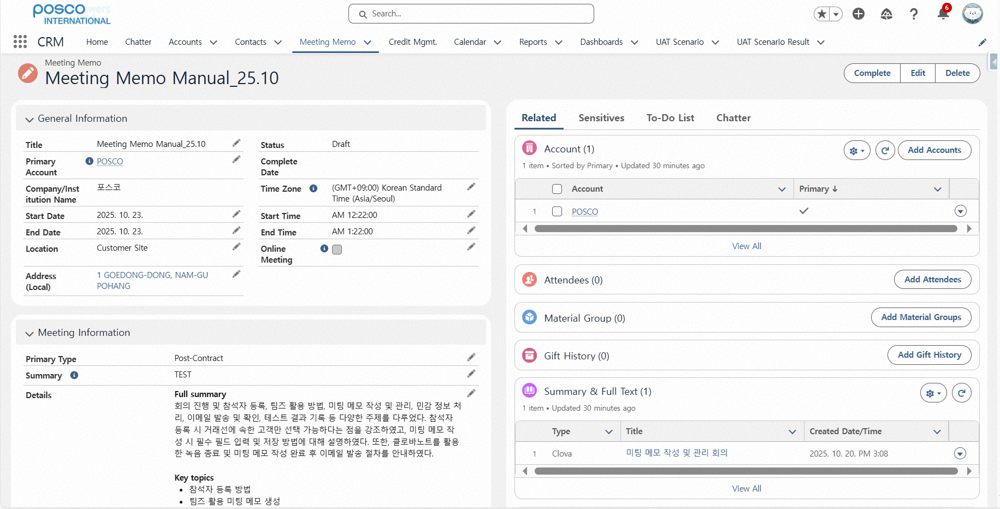 posco
INTERNATIONAL
Search...
6
CRM
Home
Chatter
Accounts
Contacts
Meeting Memo
Credit Mgmt.
Calendar
Reports
Dashboards
UAT Scenario
UAT Scenario Result
Meeting Memo
Meeting Memo Manual_25.10
Complete
Edit
Delete
General Information
Title
Meeting Memo Manual_25.10
Status
Draft
Primary Account
POSCO
Complete Date
Company/Institution Name
포스코
Time Zone
(GMT+09:00) Korean Standard
Time (Asia/Seoul)
Start Date
2025. 10. 23.
Start Time
AM 12:22:00
End Date
2025. 10. 23.
End Time
AM 1:22:00
Location
Customer Site
Online Meeting
Address (Local)
1 GOEDONG-DONG, NAM-GU
POHANG
Meeting Information
Primary Type
Post-Contract
Summary
TEST
Details
Full summary
회의 진행 및 참석자 등록, 팀즈 활용 방법, 미팅 메모 작성 및 관리, 민감 정보 처
리, 이메일 발송 및 확인, 테스트 결과 기록 등 다양한 주제를 다루었다. 참석자
등록 시 거래선에 속한 고객만 선택 가능하다는 점을 강조하였고, 미팅 메모 작
성 시 필수 필드 입력 및 저장 방법에 대해 설명하였다. 또한, 클로바노트를 활용
한 녹음 종료 및 미팅 메모 작성 완료 후 이메일 발송 절차를 안내하였다.
Key topics
• 참석자 등록 방법
• 팀즈 활용 미팅 메모 생성
Related
Sensitives
To-Do List
Chatter
Account (1)
1 item • Sorted by Primary • Updated 30 minutes ago
Add Accounts
Account
Primary
1
POSCO
View All
Attendees (0)
Add Attendees
Material Group (0)
Add Material Groups
Gift History (0)
Add Gift History
Summary & Full Text (1)
1 item • Updated 30 minutes ago
Type
Title
Created Date/Time
1
Clova
미팅 메모 작성 및 관리 회의
2025. 10. 20. PM 3:08
View All